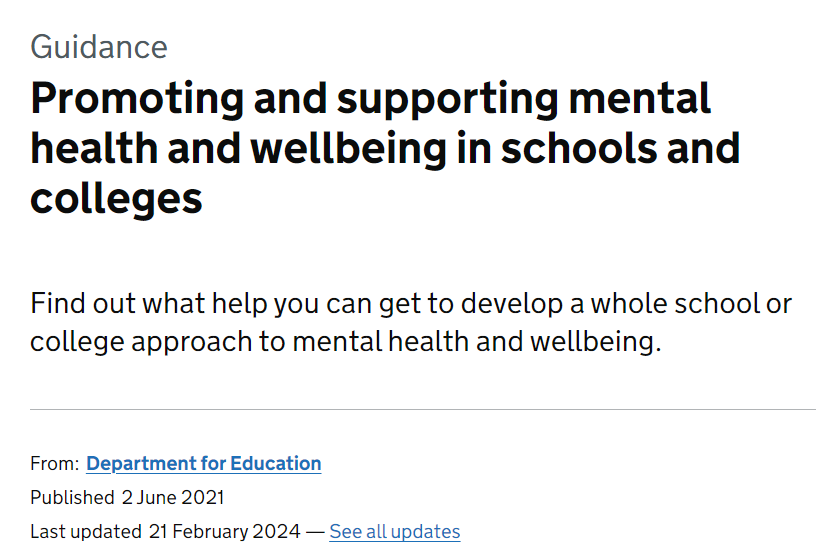 Guidance
Promoting and supporting mental
health and wellbeing in schools and
colleges
Find out what help you can get to develop a whole school or
college approach to mental health and wellbeing.
From: Department for Education
Published 2 June 2021
Last updated 21 February 2024 — See all updates